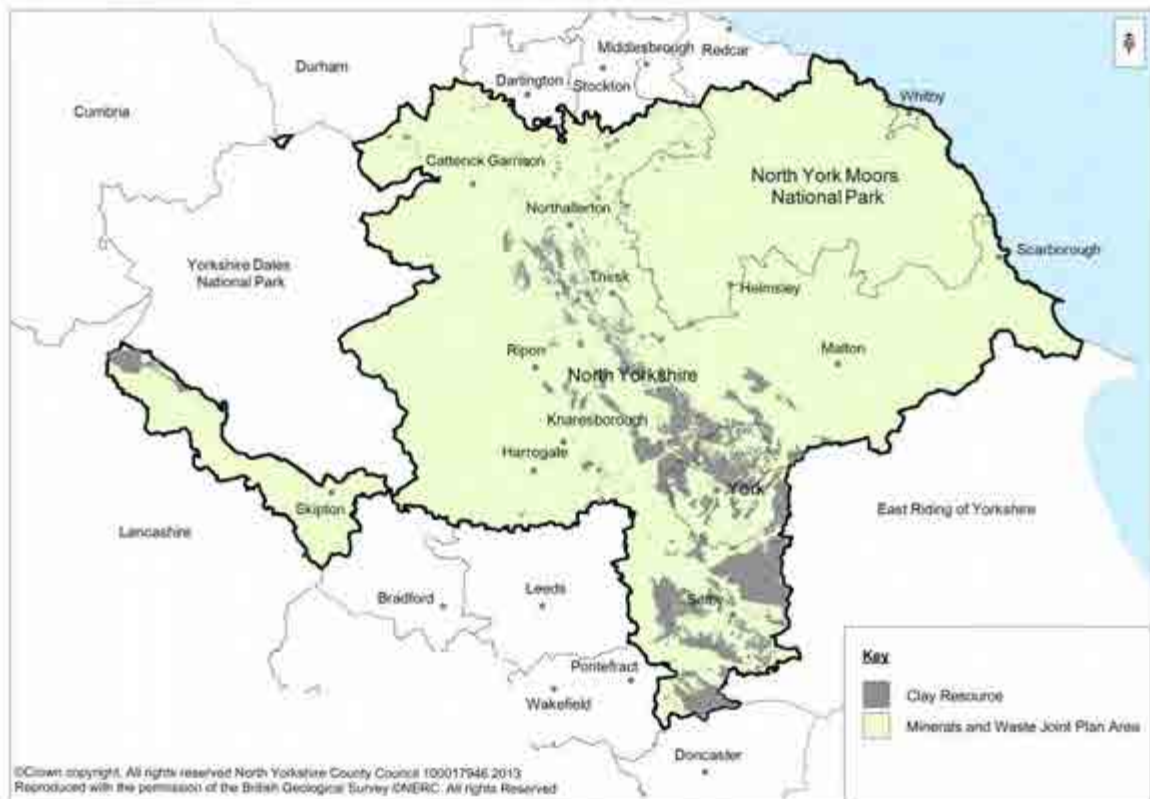 Middlesbrough
Redcar
Durham
Darlington
Stockton
Cumbria
Whitby
Catterick Garrison
North York Moors
National Park
Northallerton
Scarborough
Yorkshire Dales
National Park
Thirsk
Helmsley
Ripon
Malton
North Yorkshire
Knaresborough
Harrogate
York
Skipton
East Riding of Yorkshire
Lancashire
Leeds
Bradford
Selby
Key
Pontefract
Clay Resource
Wakefield
Minerals and Waste Joint Plan Area
Doncaster
©Crown copyright. All rights reserved North Yorkshire County Council 100017946 2013
Reproduced with the permission of the British Geological Survey ©NERC. All rights Reserved